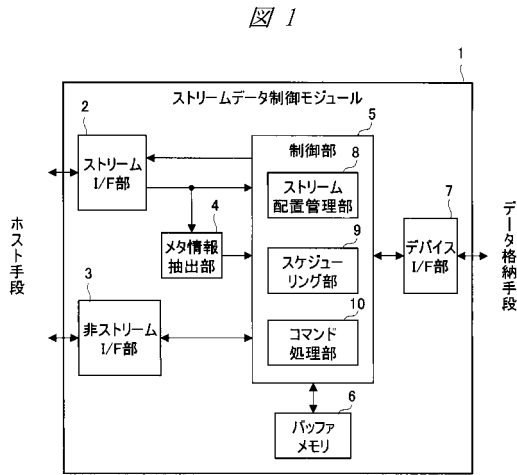 図 1
1
ストリームデータ制御モジュール
2
ストリーム
I/F部
5
制御部
8
ストリーム
配置管理部
4
メタ情報
抽出部
9
スケジュー
リング部
7
デバイス
I/F部
3
非ストリーム
I/F部
10
コマンド
処理部
6
バッファ
メモリ
ホスト手段
データ格納手段